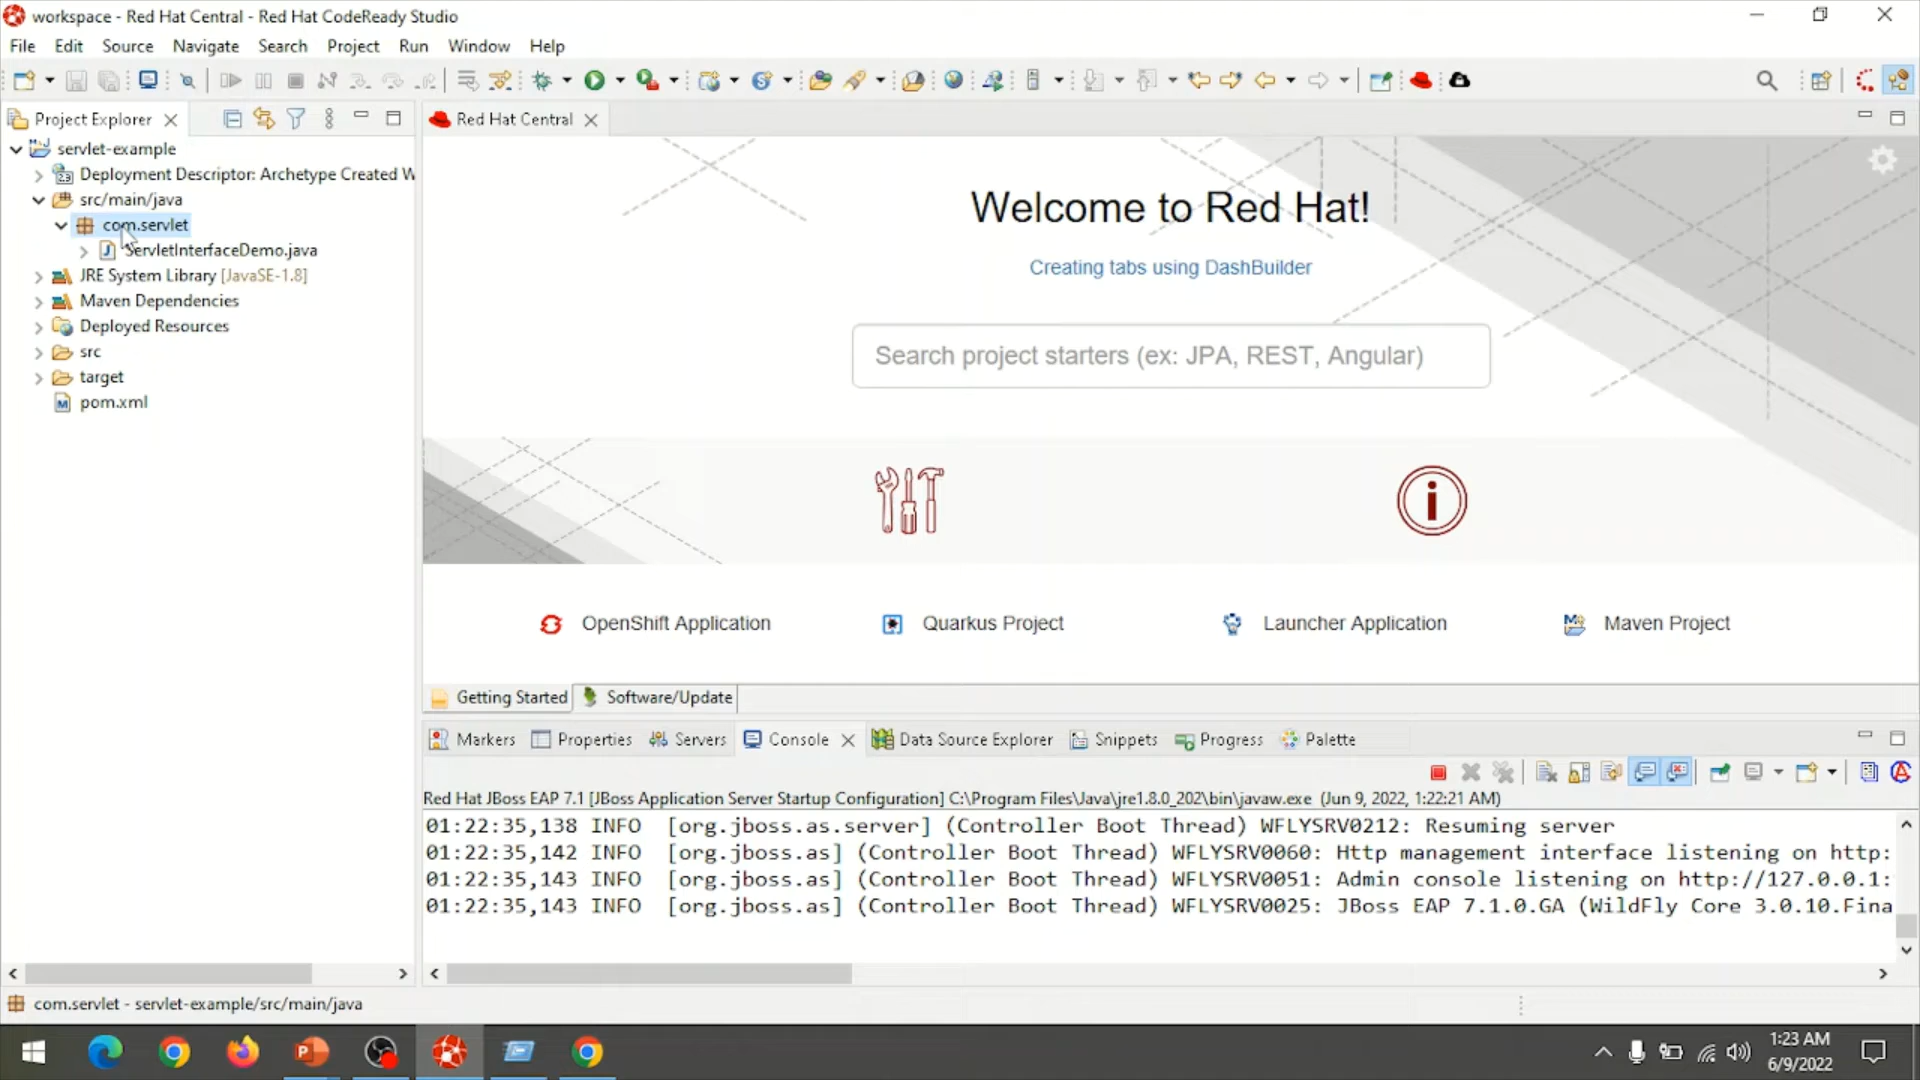 workspace - Red Hat Central - Red Hat CodeReady Studio
File Edit Source Navigate Search Project Run Window Help
Project Explorer
Red Hat Central
servlet-example
Deployment Descriptor: Archetype Created W
src/main/java
com.servlet
ServletInterfaceDemo.java
JRE System Library [JavaSE-1.8]
Maven Dependencies
Deployed Resources
src
target
pom.xml
Welcome to Red Hat!
Creating tabs using DashBuilder
Search project starters (ex: JPA, REST, Angular)
OpenShift Application
Quarkus Project
Launcher Application
Maven Project
Getting Started
Software/Update
Markers Properties Servers Console Data Source Explorer Snippets Progress Palette
Red Hat JBoss EAP 7.1 [JBoss Application Server Startup Configuration] C:\Program Files\Java\jre1.8.0_202\bin\javaw.exe (Jun 9, 2022, 1:22:21 AM)
01:22:35,138 INFO [org.jboss.as.server] (Controller Boot Thread) WFLYSRV0212: Resuming server
01:22:35,142 INFO [org.jboss.as] (Controller Boot Thread) WFLYSRV0060: Http management interface listening on http:
01:22:35,143 INFO [org.jboss.as] (Controller Boot Thread) WFLYSRV0051: Admin console listening on http://127.0.0.1:
01:22:35,143 INFO [org.jboss.as] (Controller Boot Thread) WFLYSRV0025: JBoss EAP 7.1.0.GA (WildFly Core 3.0.10.Fina
com.servlet - servlet-example/src/main/java
1:23 AM
6/9/2022